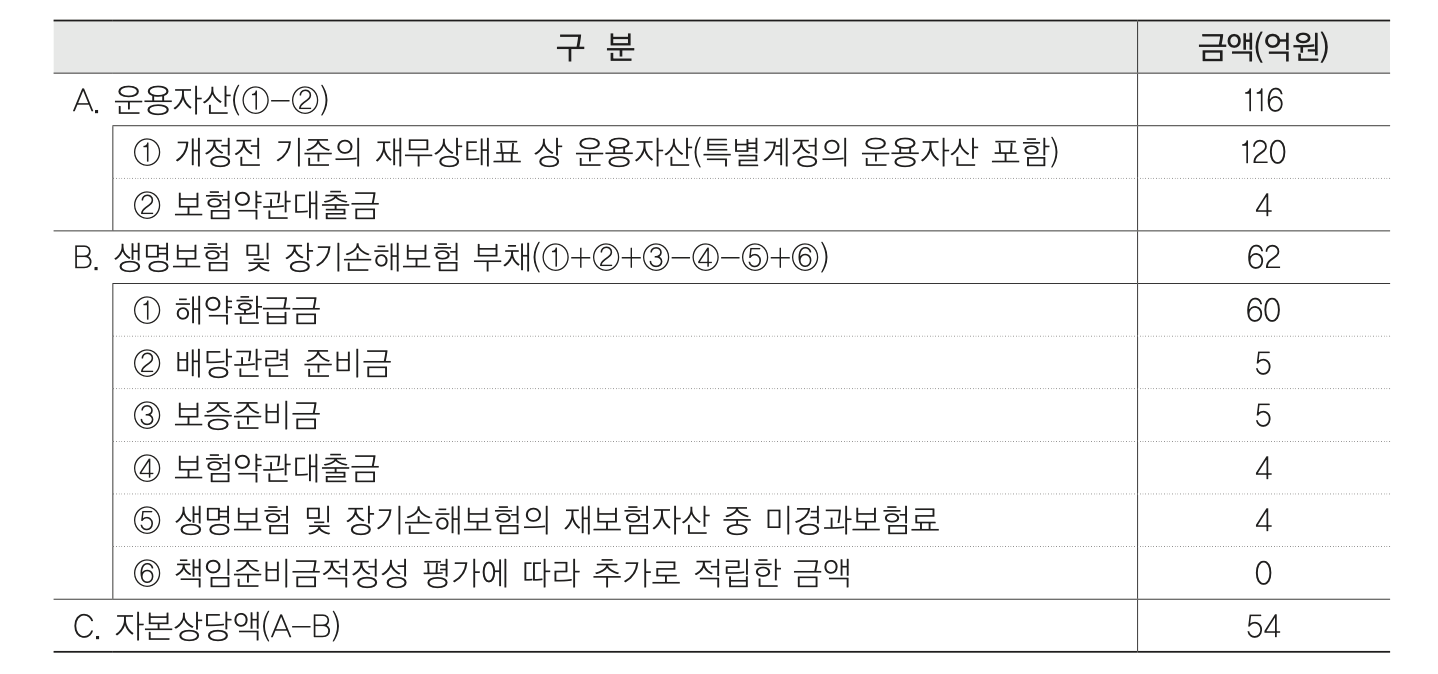 구 분 금액(억원)
A. 운용자산(①-②) 116
① 개정전 기준의 재무상태표 상 운용자산(특별계정의 운용자산 포함) 120
② 보험약관대출금 4
B. 생명보험 및 장기손해보험 부채(①+②+③-④-⑤+⑥) 62
① 해약환급금 60
② 배당관련 준비금 5
③ 보증준비금 5
④ 보험약관대출금 4
⑤ 생명보험 및 장기손해보험의 재보험자산 중 미경과보험료 4
⑥ 책임준비금적정성 평가에 따라 추가로 적립한 금액 0
C. 자본상당액(A-B) 54